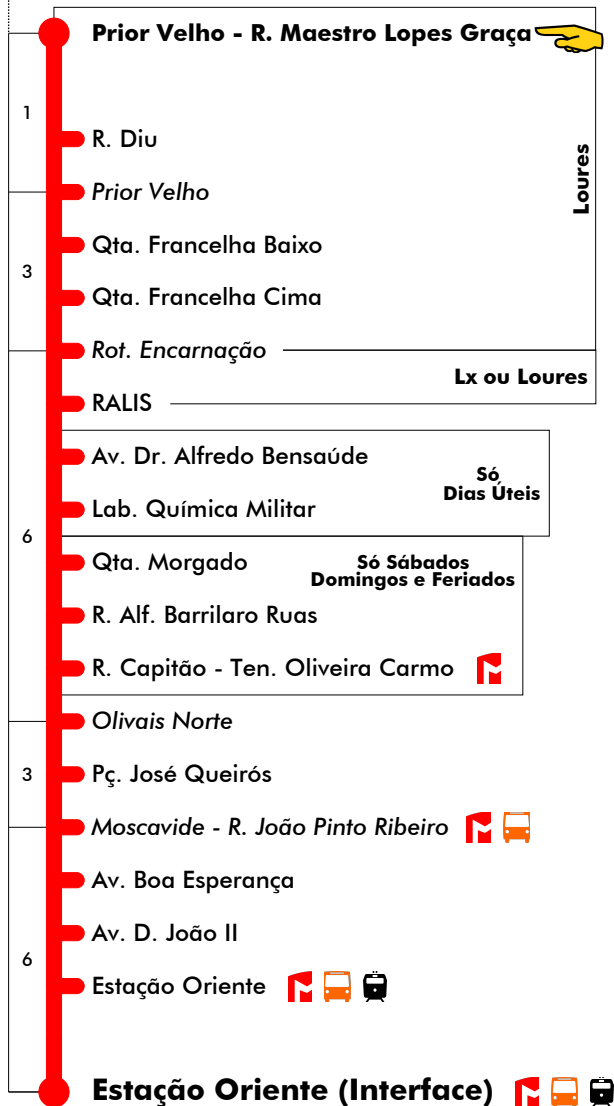 Prior Velho - R. Maestro Lopes Graça
1
R. Diu
Loures
Prior Velho
Qta. Francelha Baixo
3
Qta. Francelha Cima
Rot. Encarnação
Lx ou Loures
RALIS
Av. Dr. Alfredo Bensaúde
Só
Dias Úteis
Lab. Química Militar
6
Qta. Morgado
Só Sábados
Domingos e Feriados
R. Alf. Barrilaro Ruas
R. Capitão - Ten. Oliveira Carmo
Olivais Norte
3
Pç. José Queirós
Moscavide - R. João Pinto Ribeiro
Av. Boa Esperança
Av. D. João II
6
Estação Oriente
Estação Oriente (Interface)